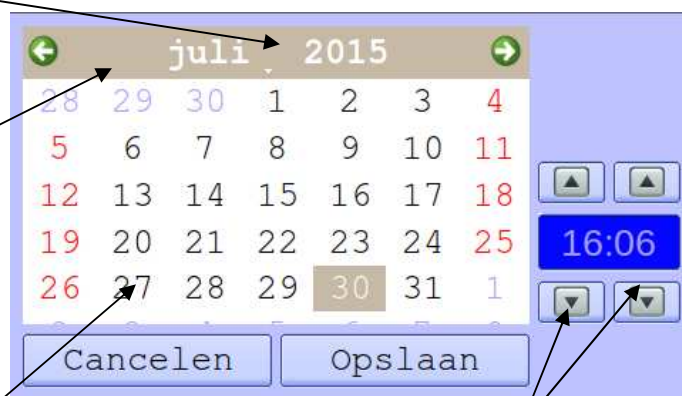 juli 2015
28 29 30 1 2 3 4
5 6 7 8 9 10 11
12 13 14 15 16 17 18
19 20 21 22 23 24 25
16:06
26 27 28 29 30 31 1
Cancelen Opslaan